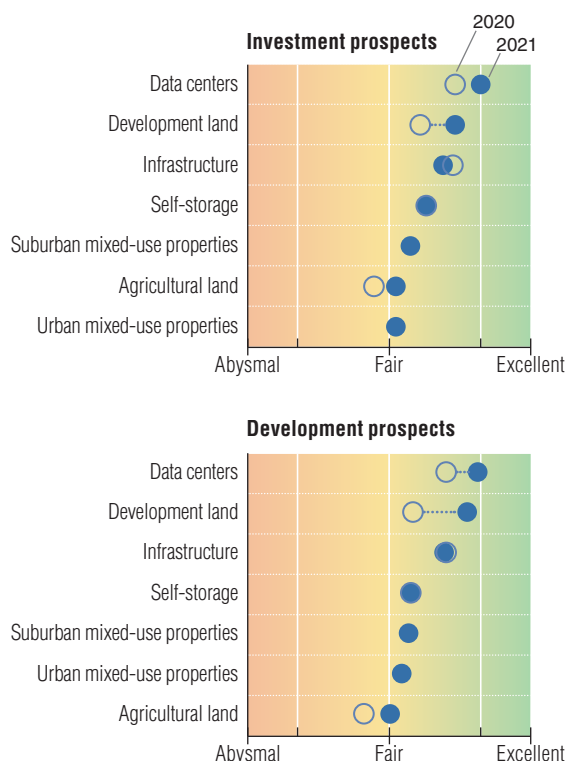 2020
Investment prospects
2021
Data centers
Development land
Infrastructure
Self-storage
Suburban mixed-use properties
Agricultural land
Urban mixed-use properties
Abysmal Fair Excellent
Development prospects
Data centers
Development land
Infrastructure
Self-storage
Suburban mixed-use properties
Urban mixed-use properties
Agricultural land
Abysmal Fair Excellent